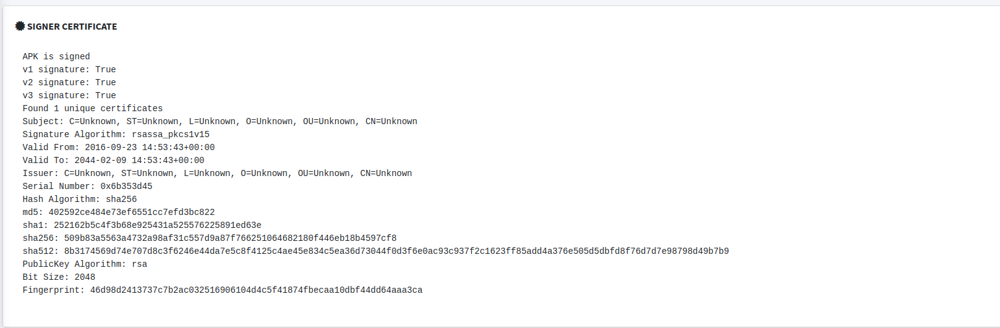 SIGNER CERTIFICATE
APK is signed
v1 signature: True
v2 signature: True
v3 signature: True
Found 1 unique certificates
Subject: C=Unknown, ST=Unknown, L=Unknown, O=Unknown, OU=Unknown, CN=Unknown
Signature Algorithm: rsassa_pkcs1v15
Valid From: 2016-09-23 14:53:43+00:00
Valid To: 2044-02-09 14:53:43+00:00
Issuer: C=Unknown, ST=Unknown, L=Unknown, O=Unknown, OU=Unknown, CN=Unknown
Serial Number: 0x6b353d45
Hash Algorithm: sha256
md5: 402592ce484e73ef6551cc7efd3bc822
sha1: 252162b5c4f3b68e925431a525576225891ed63e
sha256: 509b83a5563a4732a98af31c557d9a87f766251064682180f446eb18b4597cf8
sha512: 8b3174569d74e707d8c3f6246e44da7e5c8f4125c4ae45e834c5ea36d73044f0d3f6e0ac93c937f2c1623ff85add4a376e505d5dbfd8f76d7d7e98798d49b7b9
PublicKey Algorithm: rsa
Bit Size: 2048
Fingerprint: 46d98d2413737c7b2ac032516906104d4c5f41874fbecaa10dbf44dd64aaa3ca